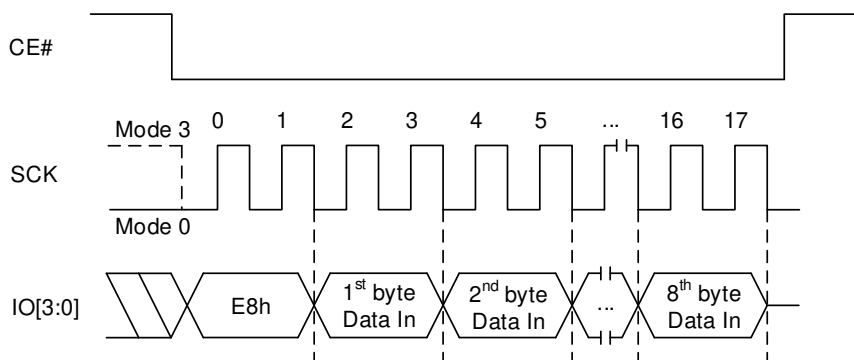 CE#
Mode 3
0 1 2 3 4 5 ... 16 17
SCK
Mode 0
IO[3:0]
E8h
1st byte
Data In
2nd byte
Data In
...
8th byte
Data In